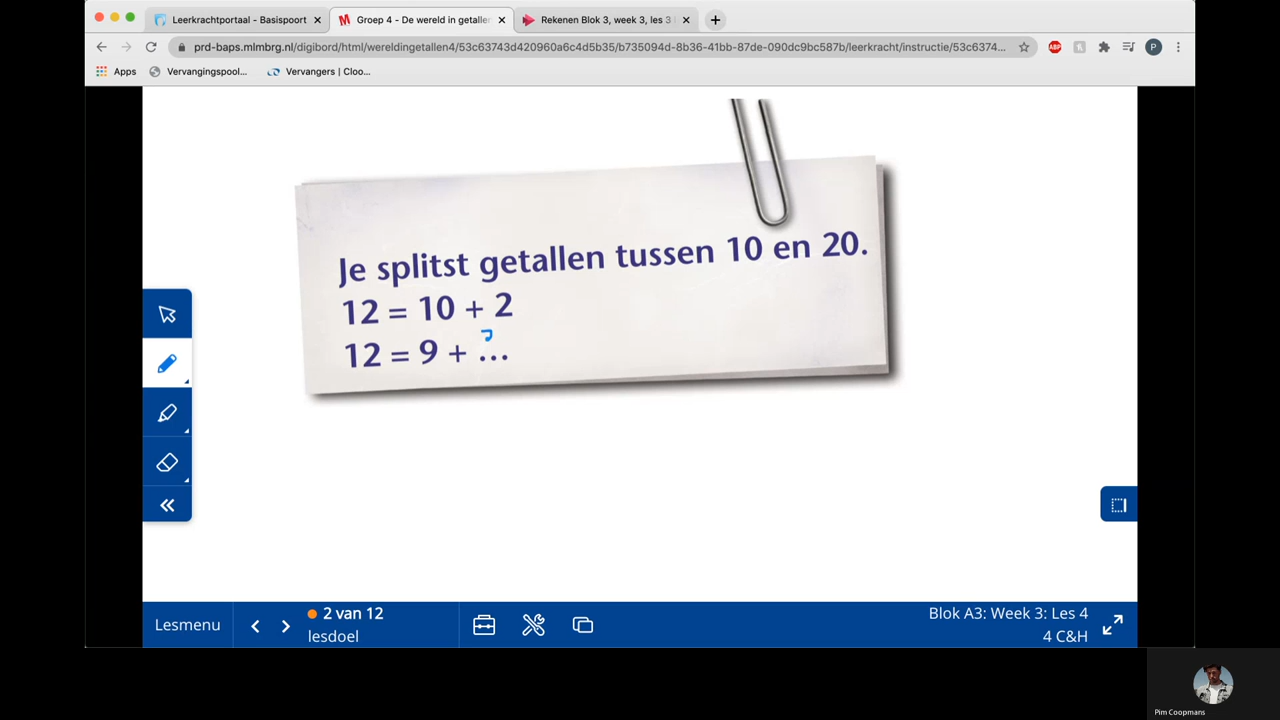 Leerkrachtportaal - Basispoort
Groep 4 - De wereld in getallen
Rekenen Blok 3, week 3, les 3
prd-baps.mlmbrg.nl/digibord/html/wereldingetallen4/53c63743d420960a6c4d5b35/b735094d-8b36-41bb-87de-090dc9bc587b/leerkracht/instructie/53c6374...
ABP
P
Apps
Vervangingspool...
Vervangers | Cloo...
Je splitst getallen tussen 10 en 20.
12 = 10 + 2
12 = 9 + ...
Lesmenu
2 van 12
lesdoel
Blok A3: Week 3: Les 4
4 C&H
Pim Coopmans